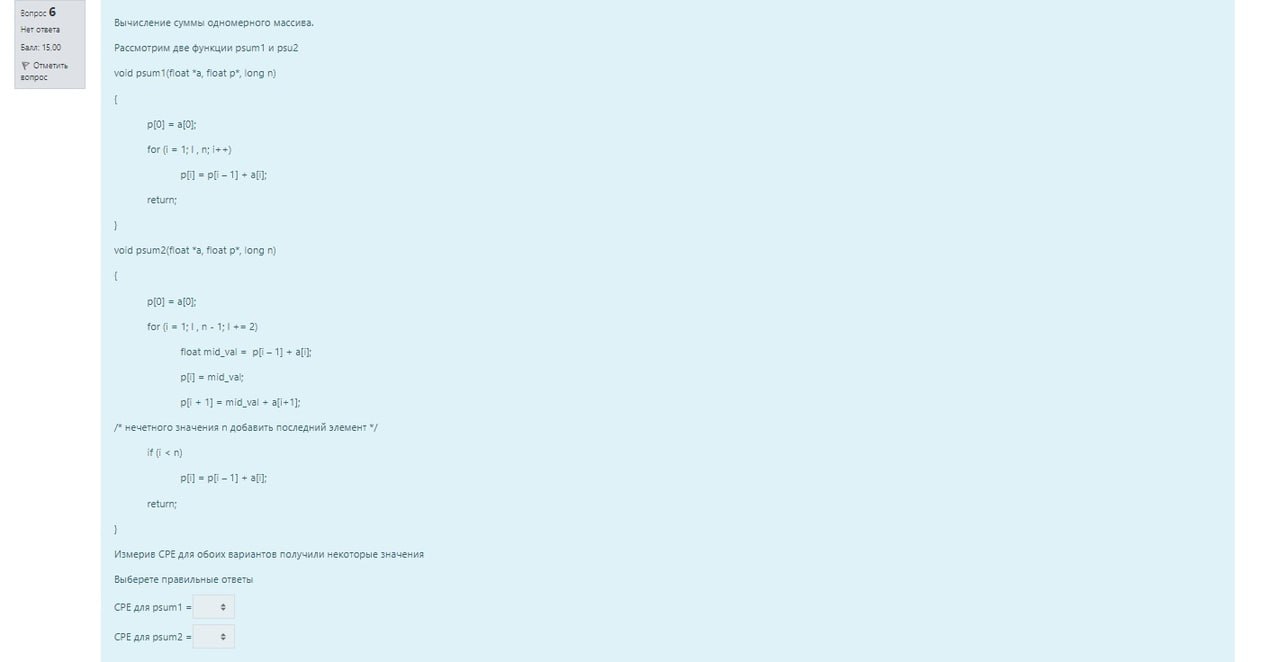 Вопрос 6
Нет ответа
Балл: 15,00
Отметить
вопрос
Вычисление суммы одномерного массива.
Рассмотрим две функции psum1 и psu2
void psum1(float *a, float p*, long n)
{
p[0] = a[0];
for (i = 1; I , n; i++)
p[i] = p[i – 1] + a[i];
return;
}
void psum2(float *a, float p*, long n)
{
p[0] = a[0];
for (i = 1; I , n - 1; I += 2)
float mid_val =  p[i – 1] + a[i];
p[i] = mid_val;
p[i + 1] = mid_val + a[i+1];
/* нечетного значения n добавить последний элемент */
if (i < n)
p[i] = p[i – 1] + a[i];
return;
}
Измерив CPE для обоих вариантов получили некоторые значения
Выберете правильные ответы
CPE для psum1 =
CPE для psum2 =